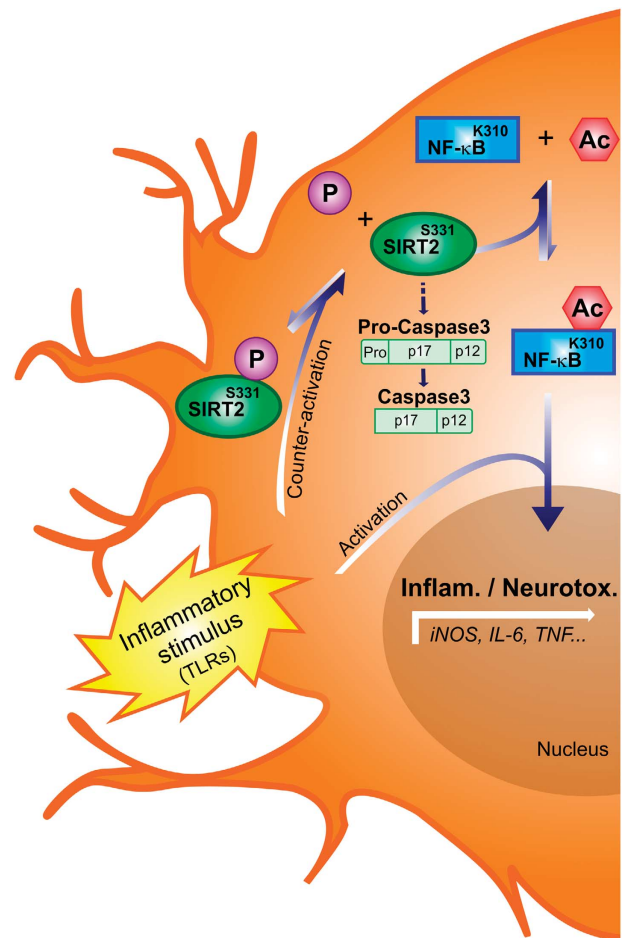 K310
NF-κB
+
Ac
P
+
S331
SIRT2
Ac
Pro-Caspase3
Pro p17 p12
K310
NF-κB
P
S331
SIRT2
Caspase3
p17 p12
Counter-activation
Activation
Inflammatory
stimulus
(TLRs)
Inflam. / Neurotox.
iNOS, IL-6, TNF...
Nucleus